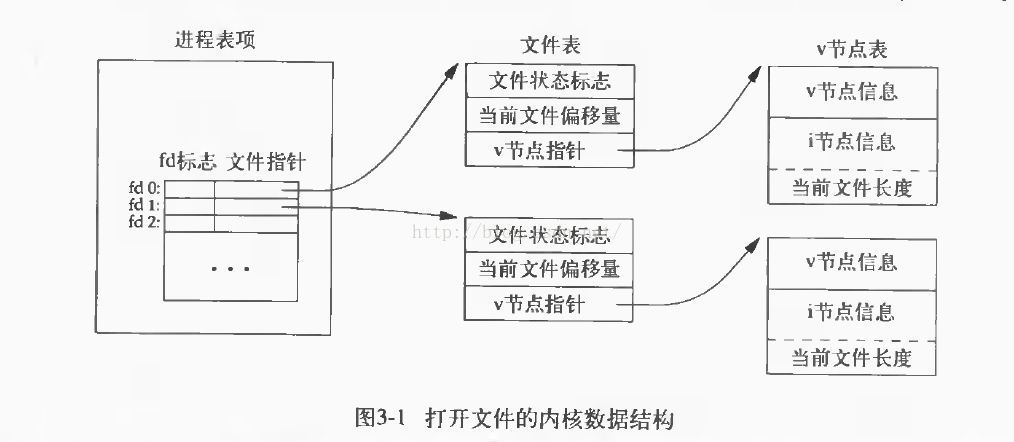 进程表项
fd标志 文件指针
fd 0:
fd 1:
fd 2:
...
文件表
文件状态标志
当前文件偏移量
v节点指针
文件状态标志
当前文件偏移量
v节点指针
v节点表
v节点信息
i节点信息
当前文件长度
v节点信息
i节点信息
当前文件长度
图3-1 打开文件的内核数据结构